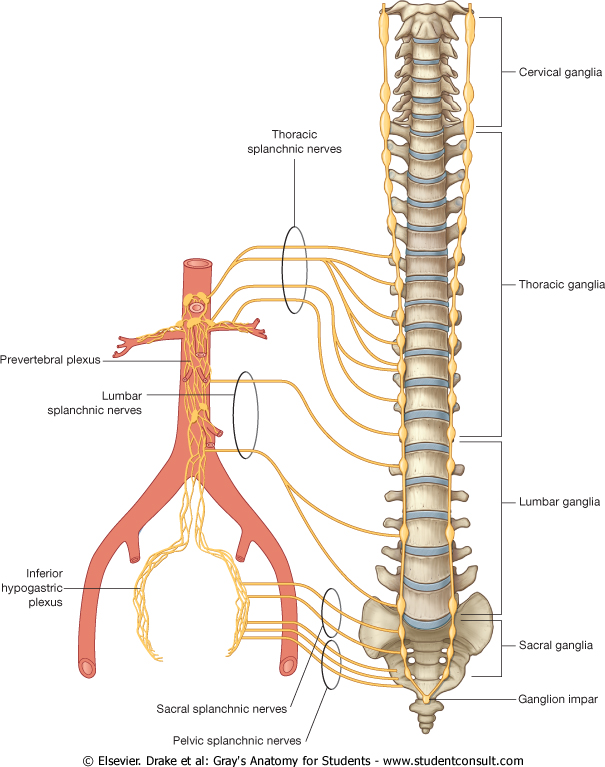 Cervical ganglia
Thoracic
splanchnic nerves
Thoracic ganglia
Prevertebral plexus
Lumbar
splanchnic nerves
Lumbar ganglia
Inferior
hypogastric
plexus
Sacral ganglia
Ganglion impar
Sacral splanchnic nerves
Pelvic splanchnic nerves
© Elsevier. Drake et al: Gray's Anatomy for Students - www.studentconsult.com